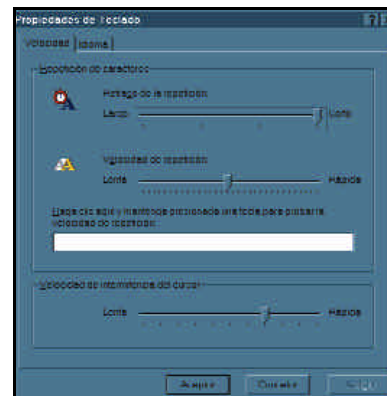 Propiedades de Teclado
Velocidad Idioma
Repetición de caracteres
Retraso de la repetición
Largo Corto
Velocidad de repetición
Lenta Rápida
Haga clic aquí y mantenga presionada una tecla para probar la
velocidad de repetición.
Velocidad de intermitencia del cursor
Lenta Rápida
Aceptar Cancelar